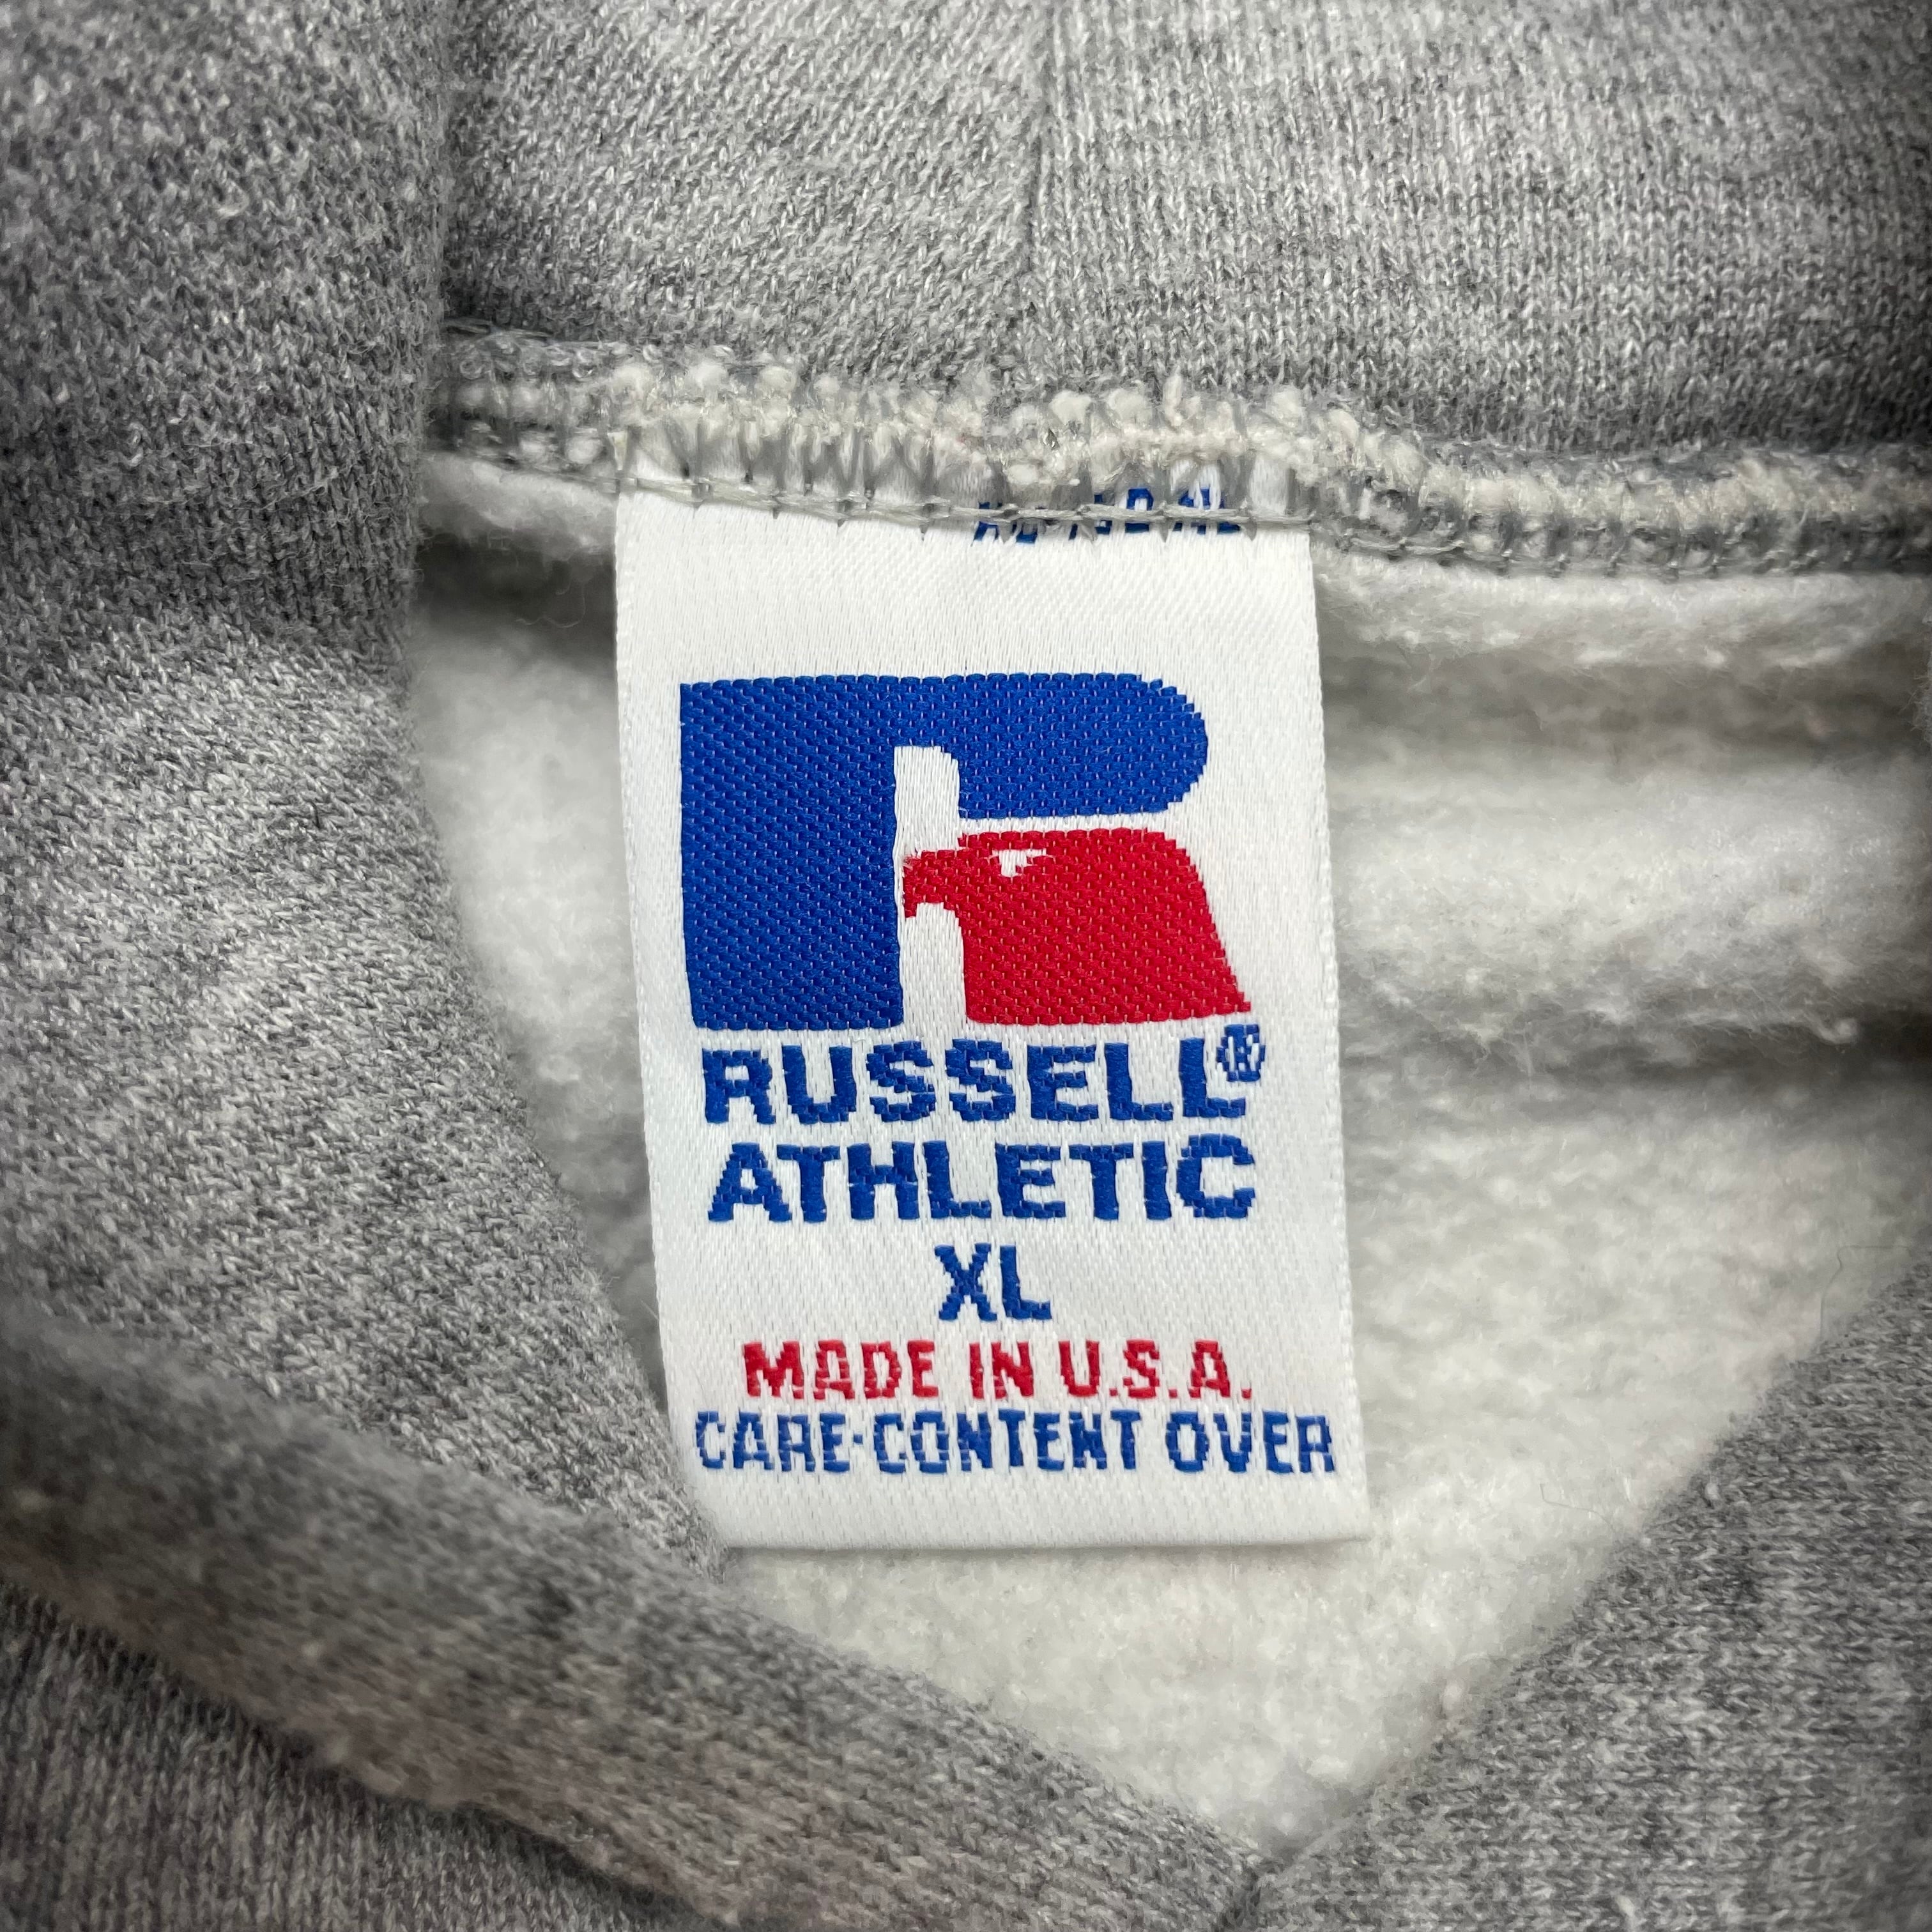 RUSSELL®
ATHLETIC
XL
MADE IN U.S.A.
CARE·CONTENT OVER